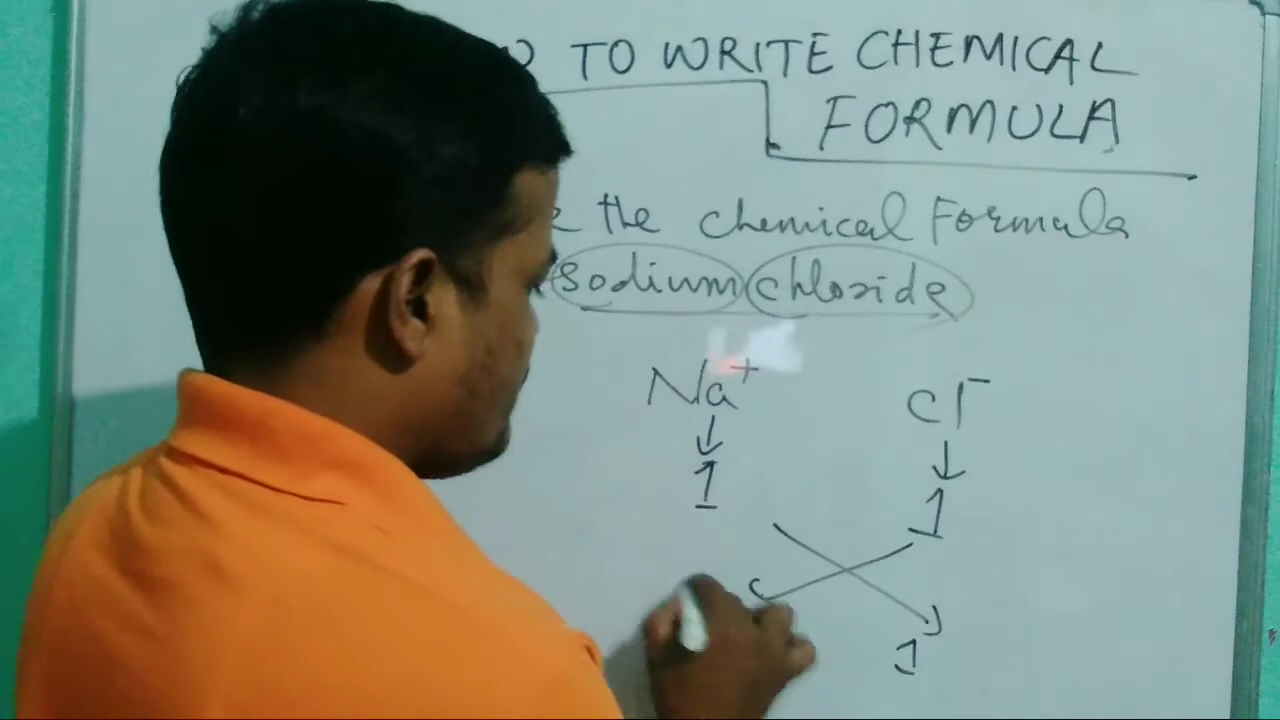 TO WRITE CHEMICAL
FORMULA
the chemical Formula
sodium chloride
Na⁺ Cl⁻
↓ ↓
1 1
1